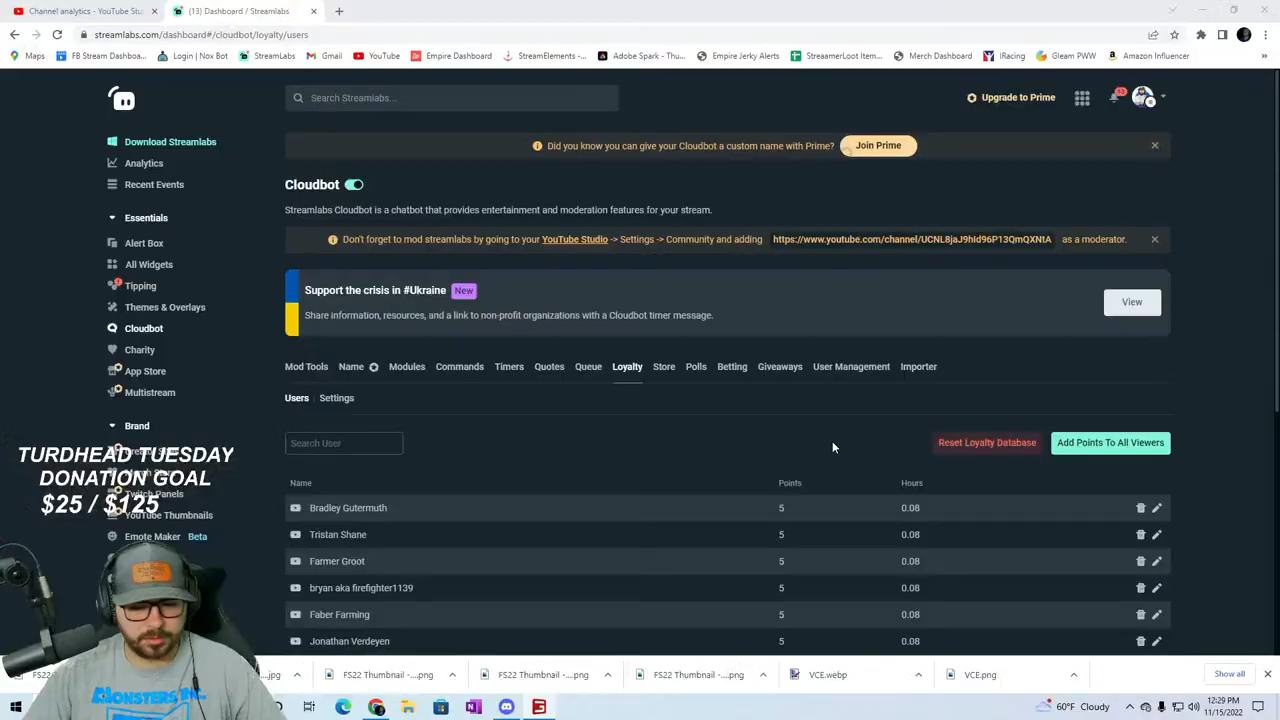 Channel analytics - YouTube Stu
(13) Dashboard / Streamlabs
streamlabs.com/dashboard#/cloudbot/loyalty/users
Maps
FB Stream Dashboa...
Login | Nox Bot
StreamLabs
Gmail
YouTube
Empire Dashboard
StreamElements -...
Adobe Spark - Thu...
Empire Jerky Alerts
StreamerLoot Item...
Merch Dashboard
iRacing
Gleam PWW
Amazon Influencer
Search Streamlabs...
Upgrade to Prime
Download Streamlabs
Analytics
Recent Events
Essentials
Alert Box
All Widgets
Tipping
Themes & Overlays
Cloudbot
Charity
App Store
Multistream
Brand
Twitch Panels
YouTube Thumbnails
Emote Maker Beta
TURDHEAD TUESDAY
DONATION GOAL
$25 / $125
Did you know you can give your Cloudbot a custom name with Prime? Join Prime
Cloudbot
Streamlabs Cloudbot is a chatbot that provides entertainment and moderation features for your stream.
Don't forget to mod streamlabs by going to your YouTube Studio -> Settings -> Community and adding https://www.youtube.com/channel/UCNL8jaJ9hId96P13QmQXNtA as a moderator.
Support the crisis in #Ukraine New
Share information, resources, and a link to non-profit organizations with a Cloudbot timer message.
View
Mod Tools Name Modules Commands Timers Quotes Queue Loyalty Store Polls Betting Giveaways User Management Importer
Users Settings
Search User
Reset Loyalty Database
Add Points To All Viewers
Name Points Hours
Bradley Gutermuth 5 0.08
Tristan Shane 5 0.08
Farmer Groot 5 0.08
bryan aka firefighter1139 5 0.08
Faber Farming 5 0.08
Jonathan Verdeyen 5 0.08
FS22
.jpg
FS22 Thumbnail -....png
FS22 Thumbnail -....png
FS22 Thumbnail -....png
VCE.webp
VCE.png
Show all
MONSTERS, INC.
60°F Cloudy
12:29 PM
11/15/2022